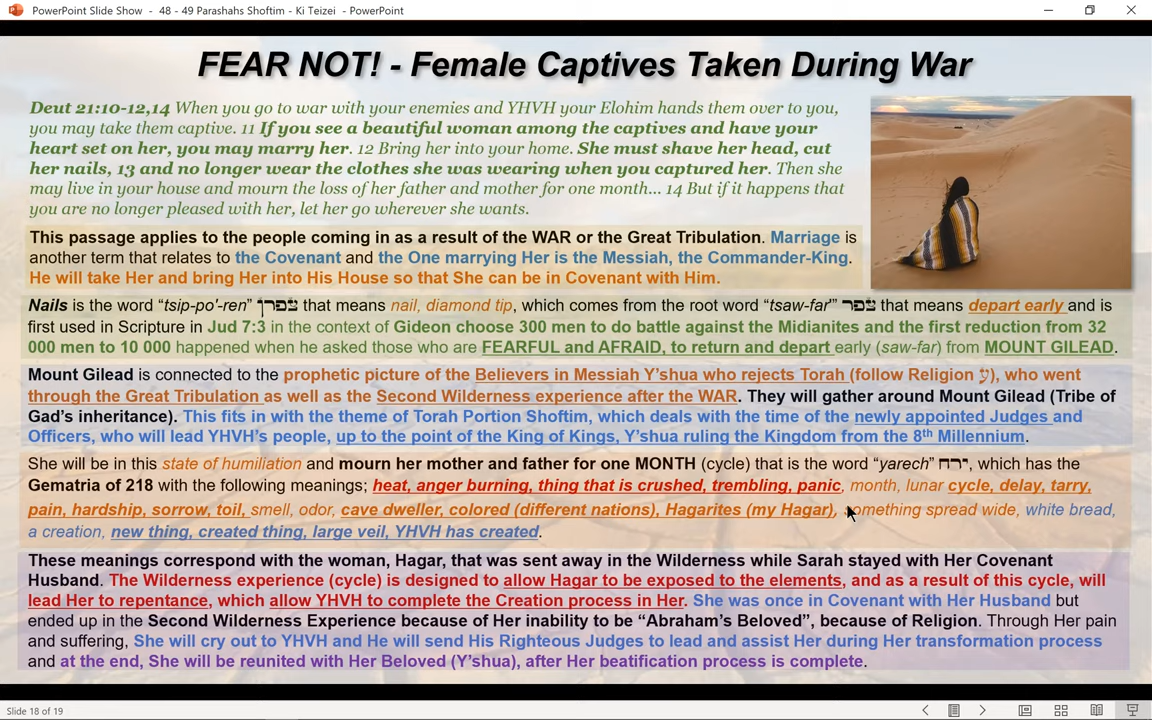 PowerPoint Slide Show - 48 - 49 Parashahs Shoftim - Ki Teizei - PowerPoint
FEAR NOT! - Female Captives Taken During War
Deut 21:10-12,14 When you go to war with your enemies and YHVH your Elohim hands them over to you,
you may take them captive. 11 If you see a beautiful woman among the captives and have your
heart set on her, you may marry her. 12 Bring her into your home. She must shave her head, cut
her nails, 13 and no longer wear the clothes she was wearing when you captured her. Then she
may live in your house and mourn the loss of her father and mother for one month... 14 But if it happens that
you are no longer pleased with her, let her go wherever she wants.
This passage applies to the people coming in as a result of the WAR or the Great Tribulation. Marriage is
another term that relates to the Covenant and the One marrying Her is the Messiah, the Commander-King.
He will take Her and bring Her into His House so that She can be in Covenant with Him.
Nails is the word “tsip-po'-ren” צפרן that means nail, diamond tip, which comes from the root word “tsaw-far'” צפר that means depart early and is
first used in Scripture in Jud 7:3 in the context of Gideon choose 300 men to do battle against the Midianites and the first reduction from 32
000 men to 10 000 happened when he asked those who are FEARFUL and AFRAID, to return and depart early (saw-far) from MOUNT GILEAD.
Mount Gilead is connected to the prophetic picture of the Believers in Messiah Y’shua who rejects Torah (follow Religion ), who went
through the Great Tribulation as well as the Second Wilderness experience after the WAR. They will gather around Mount Gilead (Tribe of
Gad’s inheritance). This fits in with the theme of Torah Portion Shoftim, which deals with the time of the newly appointed Judges and
Officers, who will lead YHVH’s people, up to the point of the King of Kings, Y’shua ruling the Kingdom from the 8th Millennium.
She will be in this state of humiliation and mourn her mother and father for one MONTH (cycle) that is the word “yarech” ירח, which has the
Gematria of 218 with the following meanings; heat, anger burning, thing that is crushed, trembling, panic, month, lunar cycle, delay, tarry,
pain, hardship, sorrow, toil, smell, odor, cave dweller, colored (different nations), Hagarites (my Hagar), something spread wide, white bread,
a creation, new thing, created thing, large veil, YHVH has created.
These meanings correspond with the woman, Hagar, that was sent away in the Wilderness while Sarah stayed with Her Covenant
Husband. The Wilderness experience (cycle) is designed to allow Hagar to be exposed to the elements, and as a result of this cycle, will
lead Her to repentance, which allow YHVH to complete the Creation process in Her. She was once in Covenant with Her Husband but
ended up in the Second Wilderness Experience because of Her inability to be “Abraham’s Beloved”, because of Religion. Through Her pain
and suffering, She will cry out to YHVH and He will send His Righteous Judges to lead and assist Her during Her transformation process
and at the end, She will be reunited with Her Beloved (Y’shua), after Her beatification process is complete.
Slide 18 of 19